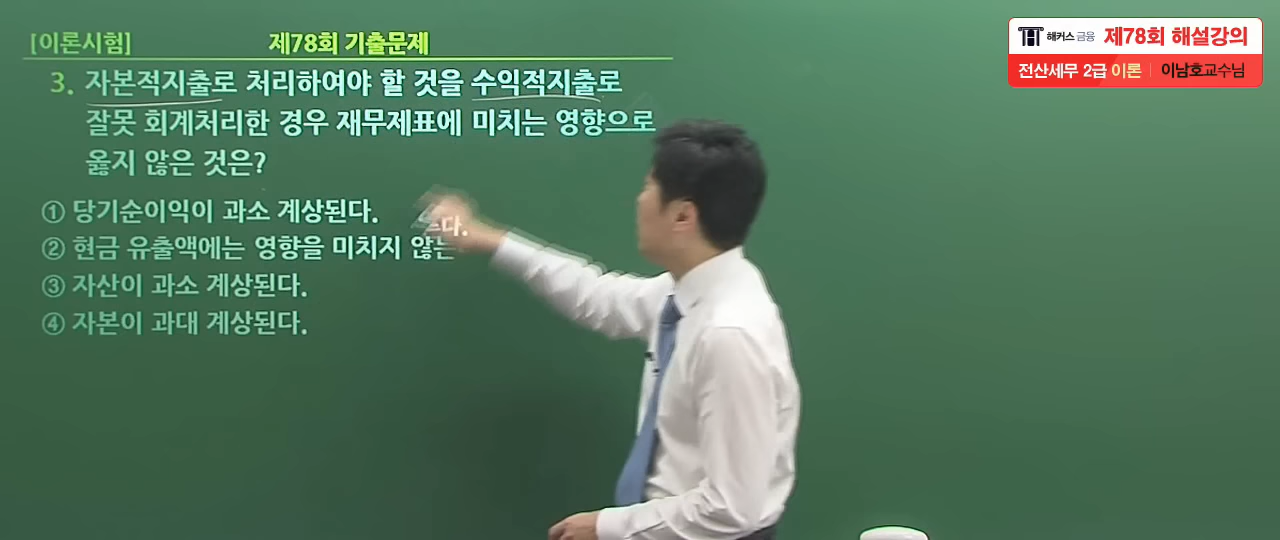 [이론시험] 제78회 기출문제
3. 자본적지출로 처리하여야 할 것을 수익적지출로
잘못 회계처리한 경우 재무제표에 미치는 영향으로
옳지 않은 것은?
① 당기순이익이 과소 계상된다.
② 현금 유출액에는 영향을 미치지 않는다.
③ 자산이 과소 계상된다.
④ 자본이 과대 계상된다.
해커스 금융 제78회 해설강의
전산세무 2급 이론 | 이남호교수님